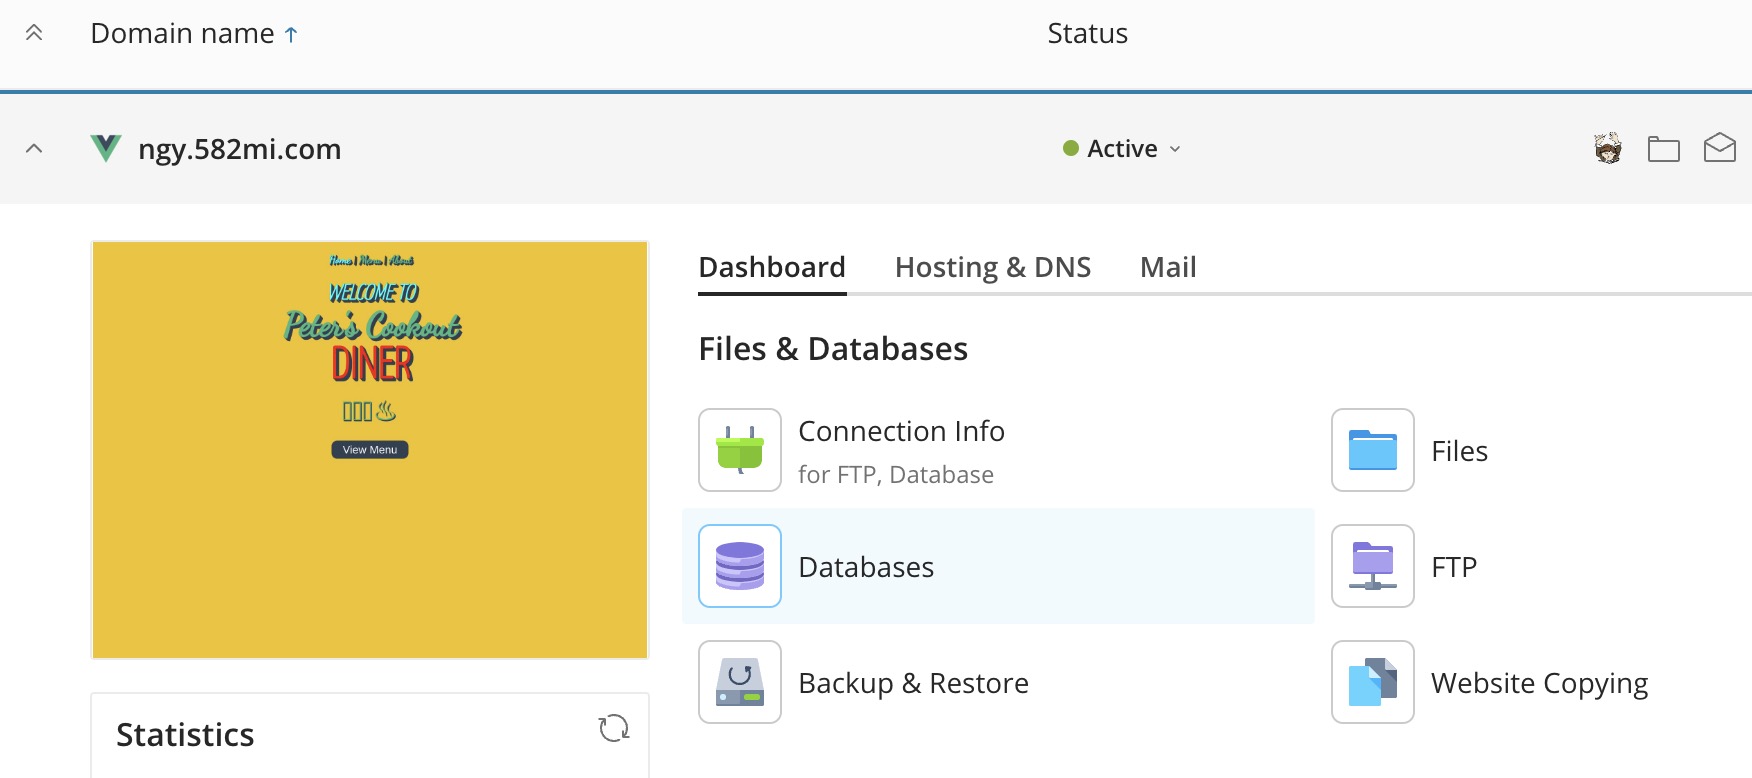 Domain name ↑
Status
ngy.582mi.com
Active
Home | Menu | About
WELCOME TO
Peter's Cookout
DINER
View Menu
Dashboard
Hosting & DNS
Mail
Files & Databases
Connection Info
for FTP, Database
Files
Databases
FTP
Backup & Restore
Website Copying
Statistics